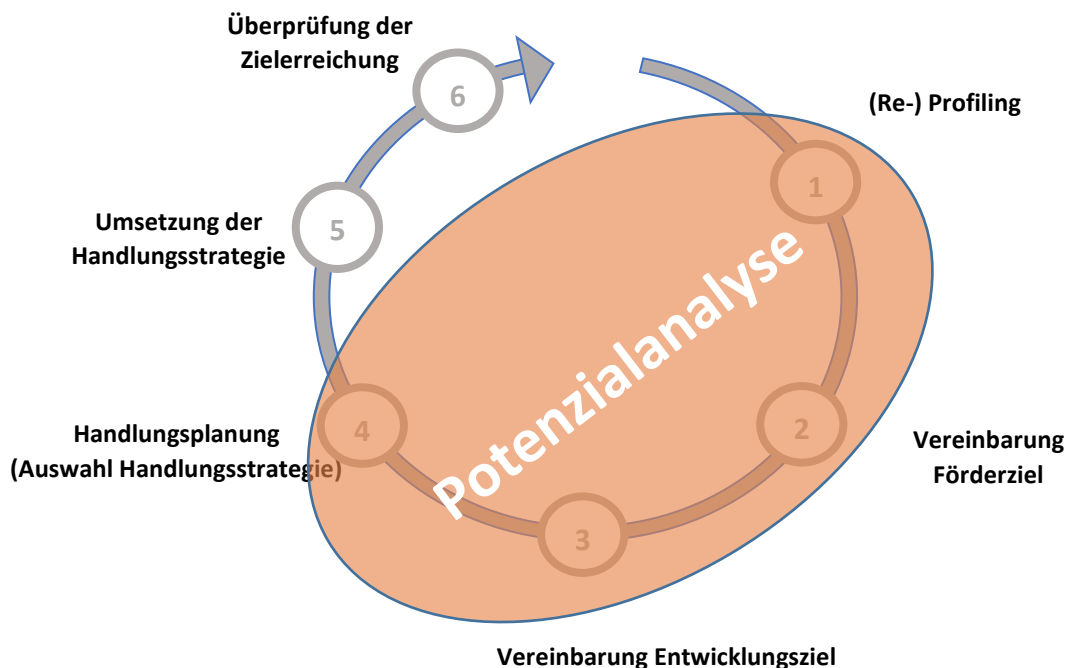 (Re-) Profiling
1
Vereinbarung
Förderziel
2
Vereinbarung Entwicklungsziel
3
Handlungsplanung
(Auswahl Handlungsstrategie)
4
Umsetzung der
Handlungsstrategie
5
Überprüfung der
Zielerreichung
6
Potenzialanalyse